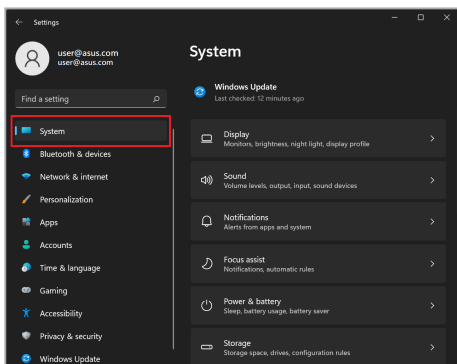 Settings
user@asus.com
user@asus.com
Find a setting
System
Bluetooth & devices
Network & internet
Personalization
Apps
Accounts
Time & language
Gaming
Accessibility
Privacy & security
Windows Update
System
Windows Update
Last checked: 12 minutes ago
Display
Monitors, brightness, night light, display profile
Sound
Volume levels, output, input, sound devices
Notifications
Alerts from apps and system
Focus assist
Notifications, automatic rules
Power & battery
Sleep, battery usage, battery saver
Storage
Storage space, drives, configuration rules